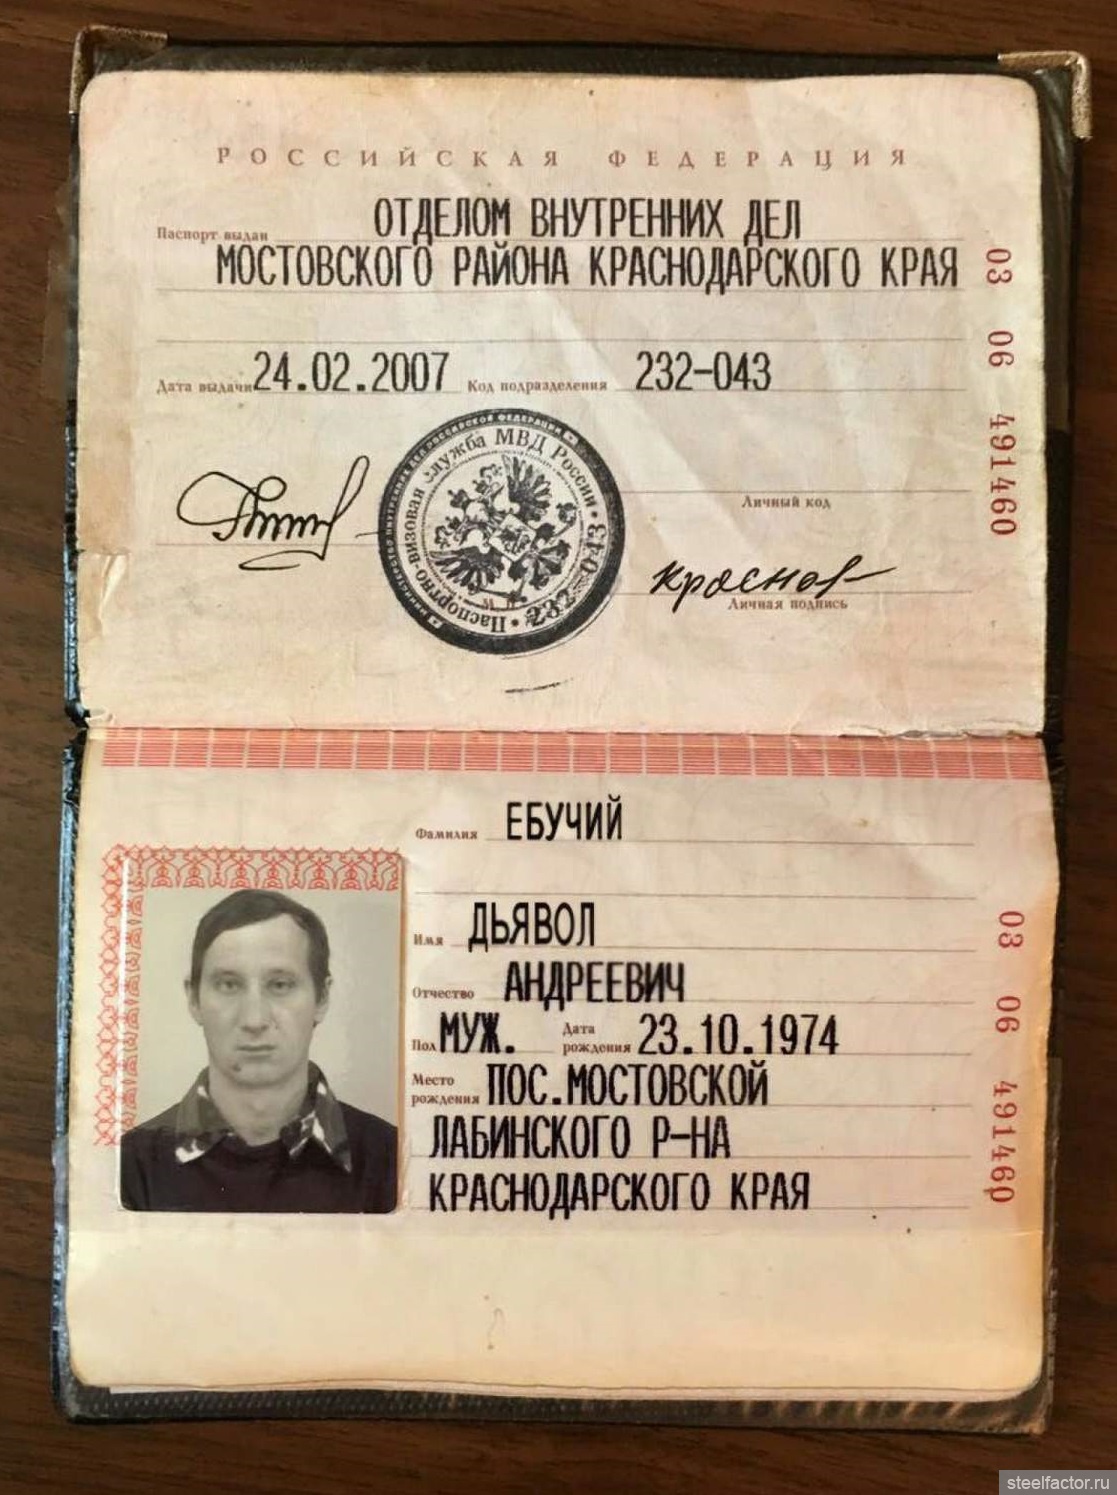 РОССИЙСКАЯ ФЕДЕРАЦИЯ
Паспорт выдан ОТДЕЛОМ ВНУТРЕННИХ ДЕЛ
МОСТОВСКОГО РАЙОНА КРАСНОДАРСКОГО КРАЯ
Дата выдачи 24.02.2007 Код подразделения 232-043
03 06 491460
Личный код
Паспортно-визовая служба МВД России • 232-043 •
М П
Краснов
Личная подпись
Фамилия ЕБУЧИЙ
Имя ДЬЯВОЛ
Отчество АНДРЕЕВИЧ
Пол МУЖ. Дата рождения 23.10.1974
Место рождения ПОС.МОСТОВСКОЙ
ЛАБИНСКОГО Р-НА
КРАСНОДАРСКОГО КРАЯ
03 06 491460
steelfactor.ru